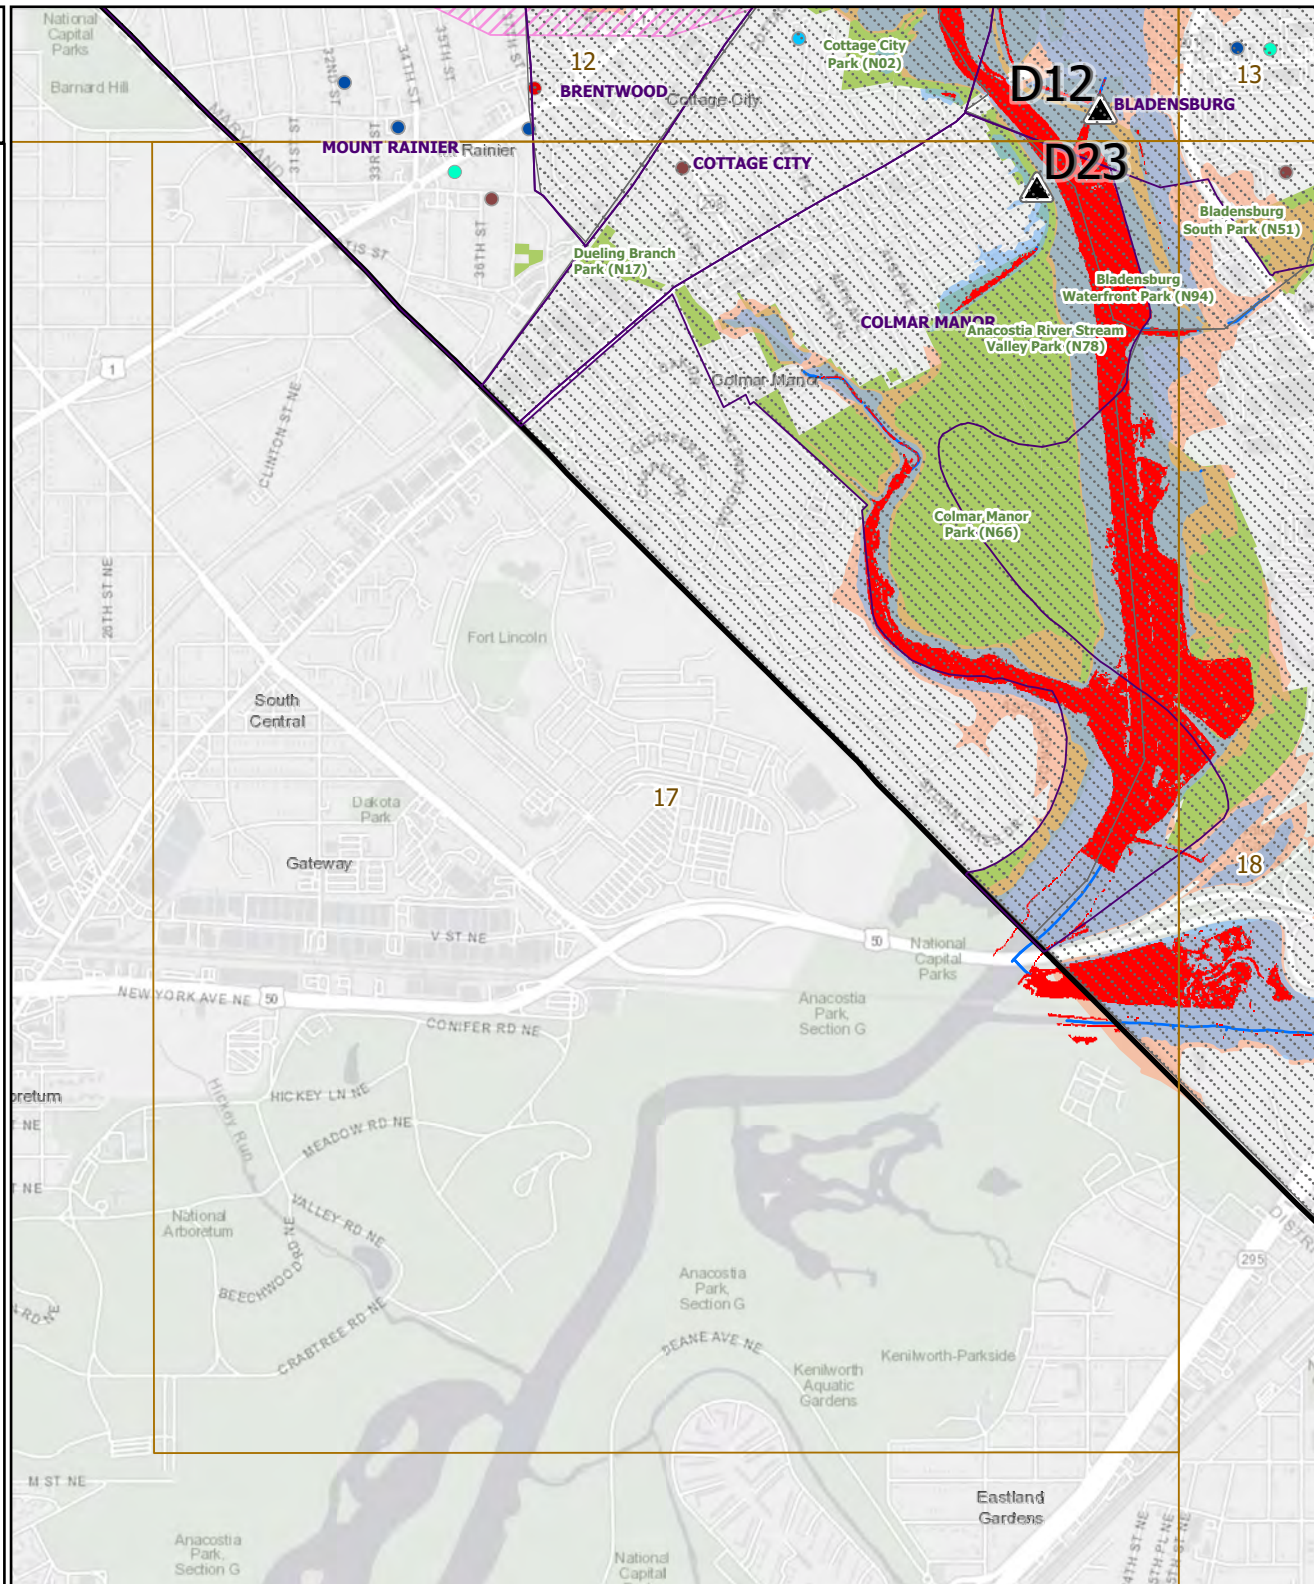 National
Capital
Parks
Barnard Hill
32ND ST
34TH ST
35TH ST
31ST ST
33RD ST
36TH ST
MARYLAND
12
BRENTWOOD
Cottage City
Cottage City
Park (N02)
D12
BLADENSBURG
13
MOUNT RAINIER
Rainier
COTTAGE CITY
D23
208
Bladensburg
South Park (N51)
Dueling Branch
Park (N17)
Bladensburg
Waterfront Park (N94)
COLMAR MANOR
Anacostia River Stream
Valley Park (N78)
1
Colmar Manor
CLINTON ST NE
Colmar Manor
Park (N66)
26TH ST NE
Fort Lincoln
South
Central
17
Dakota
Park
Gateway
18
V ST NE
50
National
Capital
Parks
NEW YORK AVE NE
50
Anacostia
Park,
Section G
CONIFER RD NE
HICKEY LN NE
Hickey Run
MEADOW RD NE
VALLEY RD NE
National
Arboretum
BEECHWOOD RD NE
CRABTREE RD NE
295
Anacostia
Park,
Section G
DEANE AVE NE
Kenilworth-Parkside
Kenilworth
Aquatic
Gardens
M ST NE
Eastland
Gardens
Anacostia
Park,
Section G
National
Capital